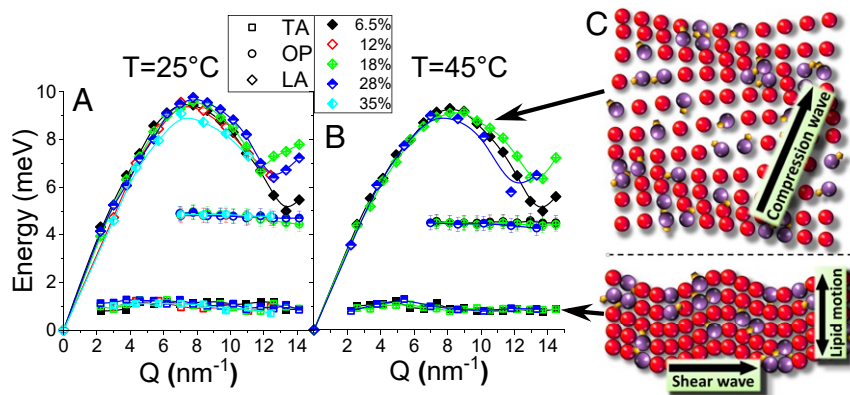 TA
OP
LA
6.5%
12%
18%
28%
35%
T=25°C
T=45°C
A
B
C
Energy (meV)
10
8
6
4
2
0
0 2 4 6 8 10 12 14
2 4 6 8 10 12 14
Q (nm⁻¹)
Q (nm⁻¹)
Compression wave
Lipid motion
Shear wave